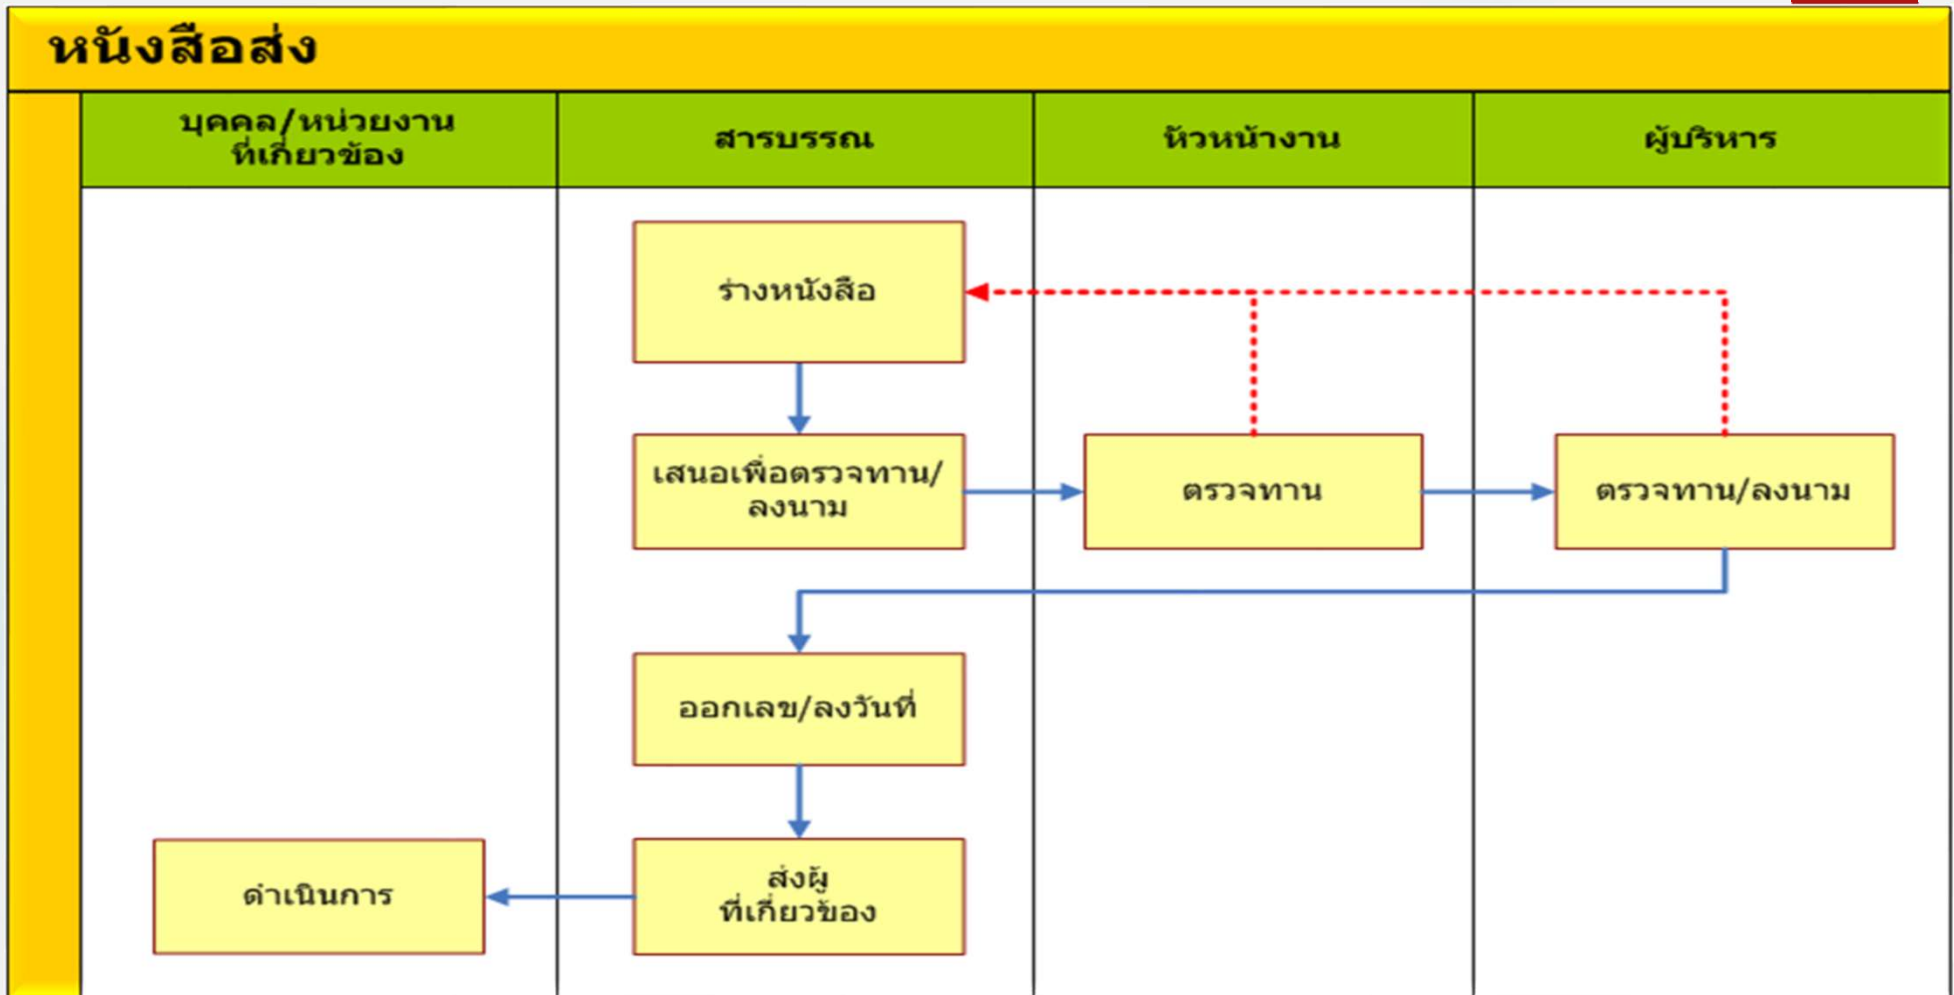 หนังสือส่ง
บุคคล/หน่วยงาน
ที่เกี่ยวข้อง
สารบรรณ
หัวหน้างาน
ผู้บริหาร
ร่างหนังสือ
เสนอเพื่อตรวจทาน/
ลงนาม
ตรวจทาน
ตรวจทาน/ลงนาม
ออกเลข/ลงวันที่
ส่งผู้
ที่เกี่ยวข้อง
ดำเนินการ